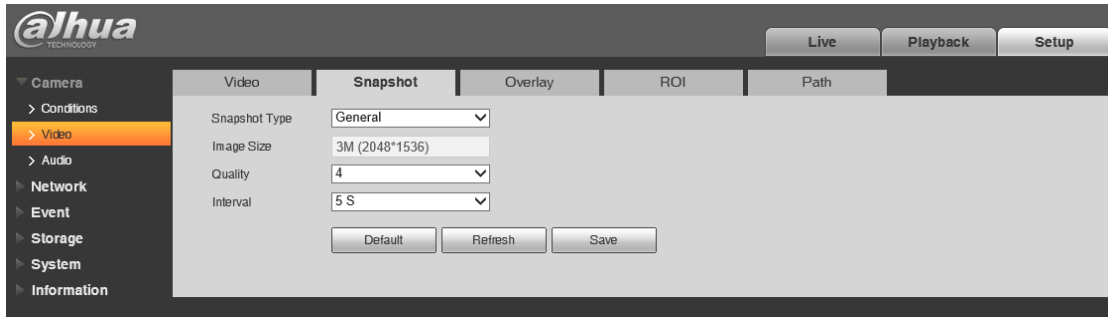 alhua
TECHNOLOGY
Live Playback Setup
Camera
Conditions
Video
Audio
Network
Event
Storage
System
Information
Video Snapshot Overlay ROI Path
Snapshot Type General
Image Size 3M (2048*1536)
Quality 4
Interval 5 S
Default Refresh Save